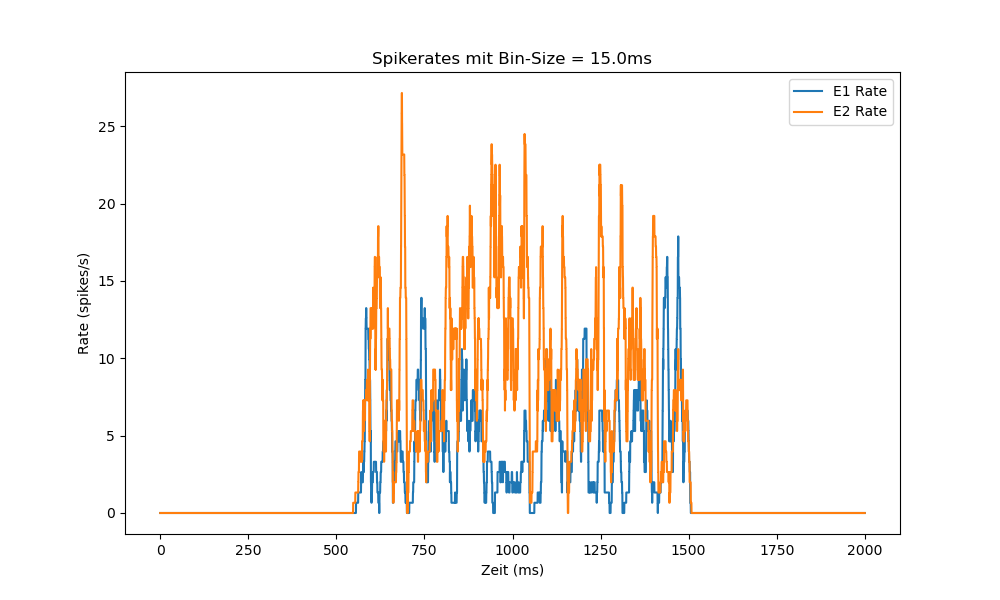 Spikerates mit Bin-Size = 15.0ms
E1 Rate
E2 Rate
25
20
15
10
5
0
Rate (spikes/s)
0 250 500 750 1000 1250 1500 1750 2000
Zeit (ms)